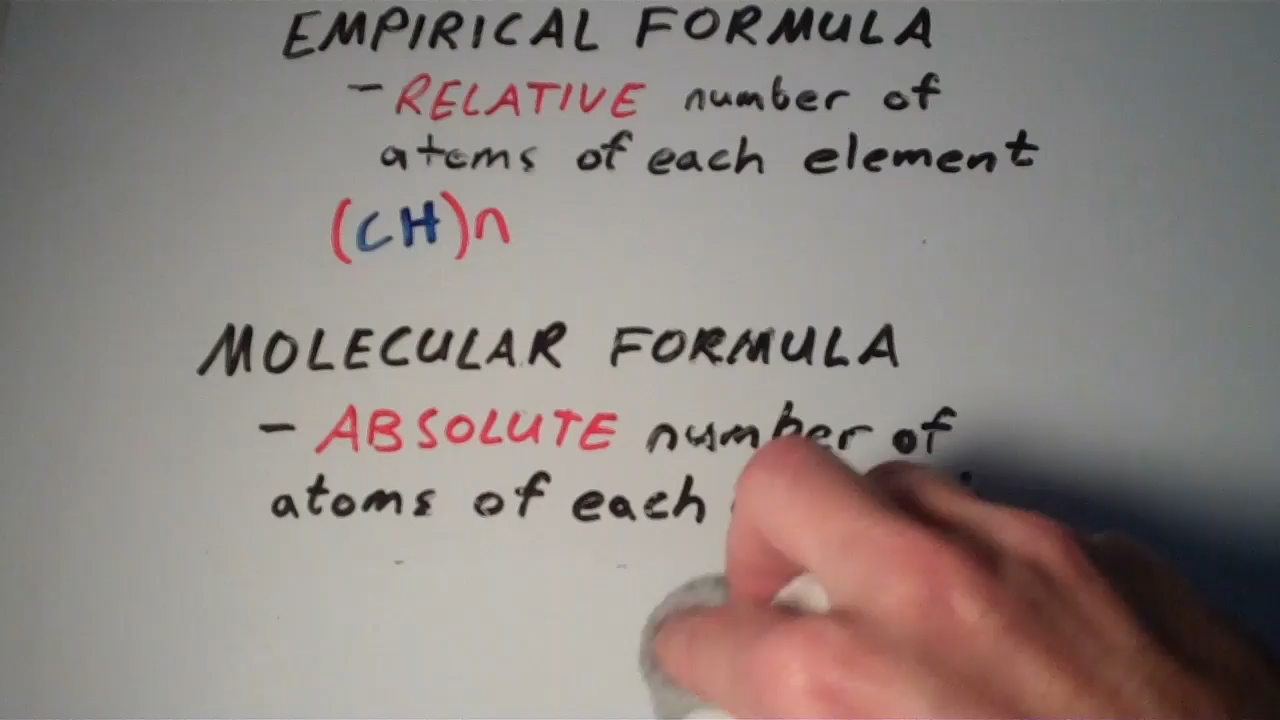 EMPIRICAL FORMULA
- RELATIVE number of
atoms of each element
(CH)n
MOLECULAR FORMULA
- ABSOLUTE number of
atoms of each